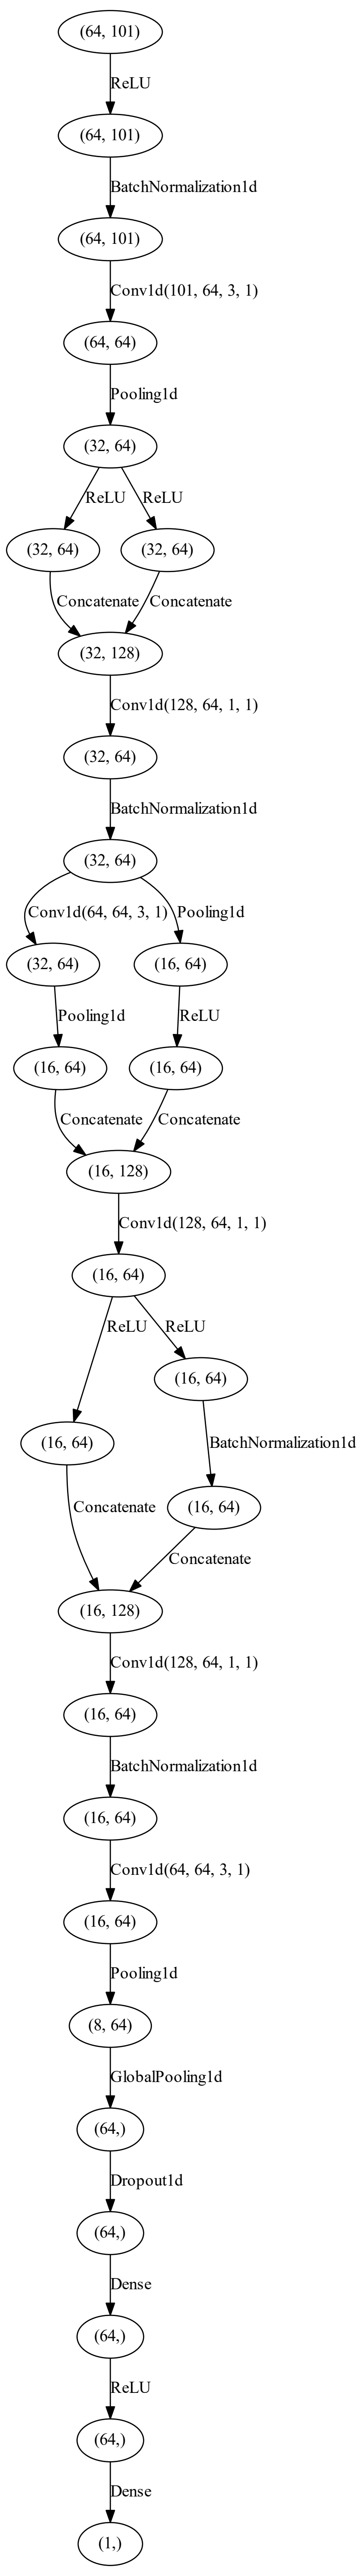 (64, 101)
ReLU
(64, 101)
BatchNormalization1d
(64, 101)
Conv1d(101, 64, 3, 1)
(64, 64)
Pooling1d
(32, 64)
ReLU ReLU
(32, 64) (32, 64)
Concatenate Concatenate
(32, 128)
Conv1d(128, 64, 1, 1)
(32, 64)
BatchNormalization1d
(32, 64)
Conv1d(64, 64, 3, 1) Pooling1d
(32, 64) (16, 64)
Pooling1d ReLU
(16, 64) (16, 64)
Concatenate Concatenate
(16, 128)
Conv1d(128, 64, 1, 1)
(16, 64)
ReLU ReLU
(16, 64)
(16, 64) BatchNormalization1d
Concatenate (16, 64)
Concatenate
(16, 128)
Conv1d(128, 64, 1, 1)
(16, 64)
BatchNormalization1d
(16, 64)
Conv1d(64, 64, 3, 1)
(16, 64)
Pooling1d
(8, 64)
GlobalPooling1d
(64,)
Dropout1d
(64,)
Dense
(64,)
ReLU
(64,)
Dense
(1,)